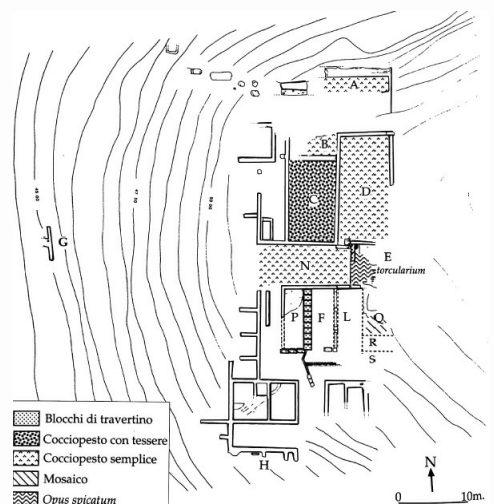 A
B
C
D
G
E
torcularium
N
P
F
L
Q
R
S
H
Blocchi di travertino
Cocciopesto con tessere
Cocciopesto semplice
Mosaico
Opus spicatum
N
0 10m.